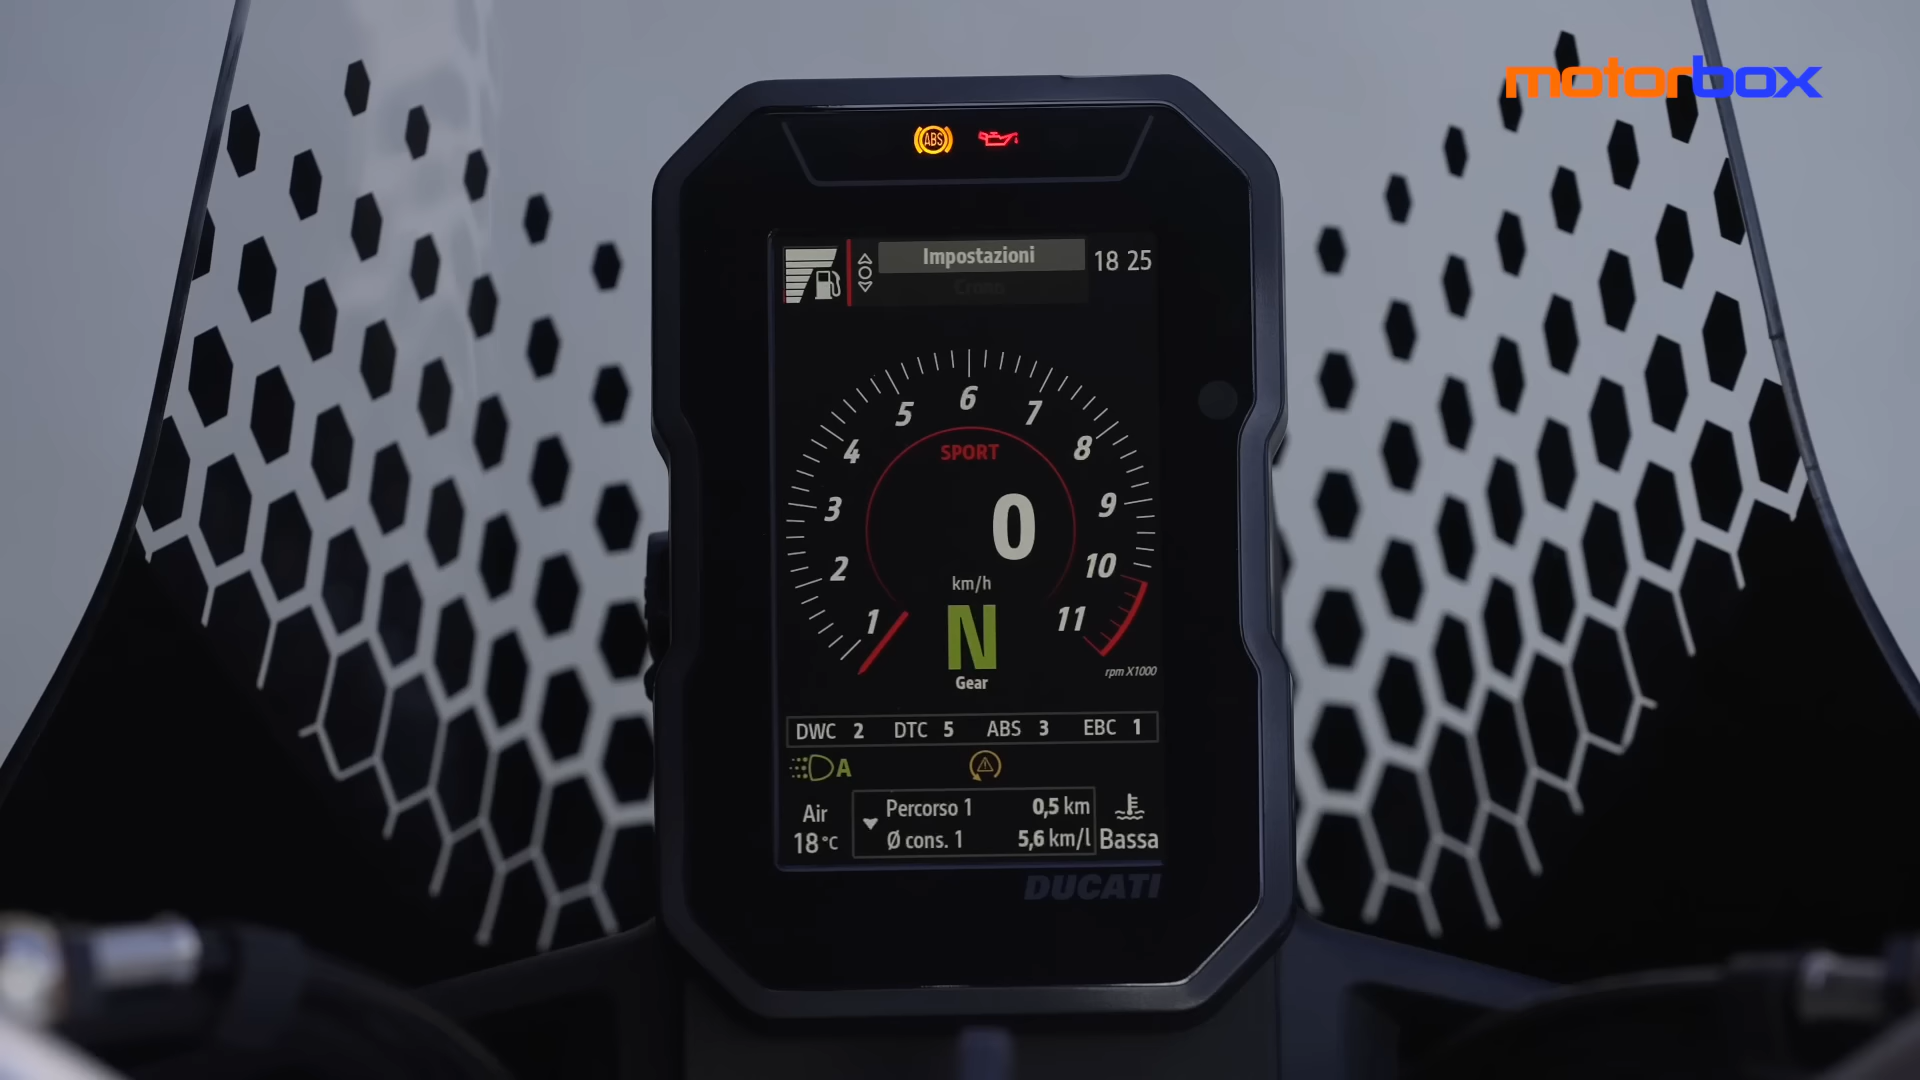 motorbox
ABS
Impostazioni
18 25
Crono
1
2
3
4
5
6
7
8
9
10
11
SPORT
0
km/h
N
Gear
rpm X1000
DWC 2 DTC 5 ABS 3 EBC 1
A
Air
18 °C
Percorso 1 0,5 km
Ø cons. 1 5,6 km/l
Bassa
DUCATI